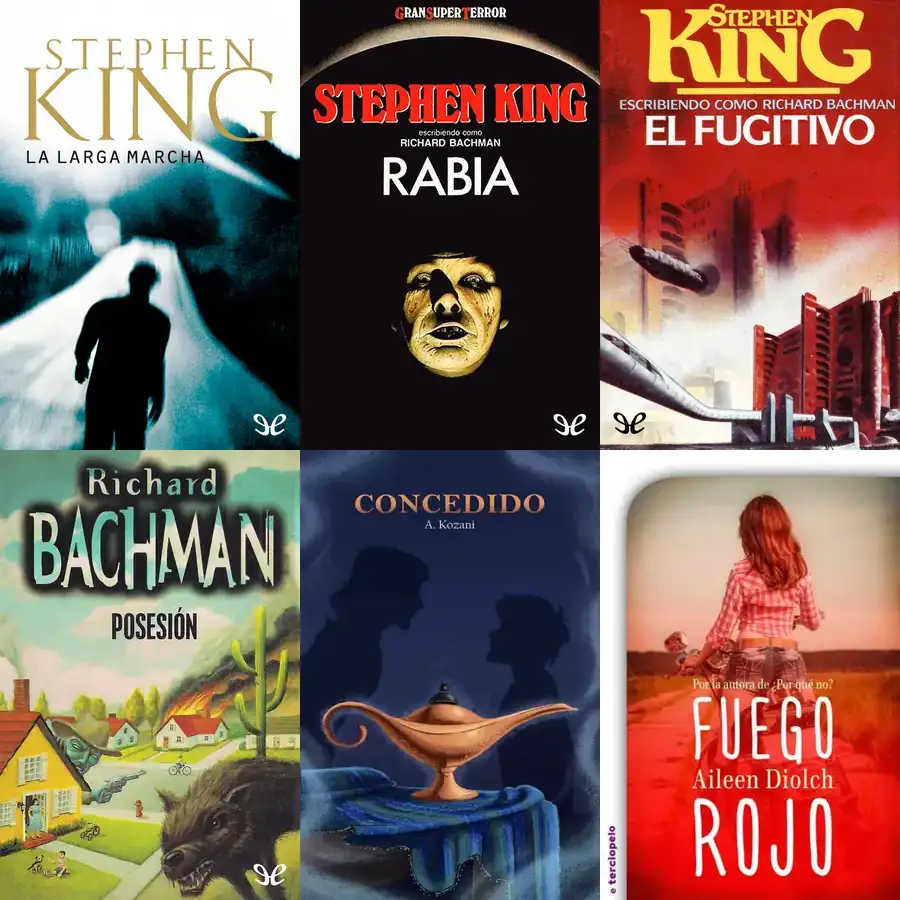 STEPHEN
KING
LA LARGA MARCHA
GRANSUPERTERROR
STEPHEN KING
escribiendo como
RICHARD BACHMAN
RABIA
STEPHEN
KING
ESCRIBIENDO COMO RICHARD BACHMAN
EL FUGITIVO
Richard
BACHMAN
POSESIÓN
CONCEDIDO
A. Kozani
Por la autora de ¿Por qué no?
FUEGO
Aileen Diolch
ROJO
e terciopelo